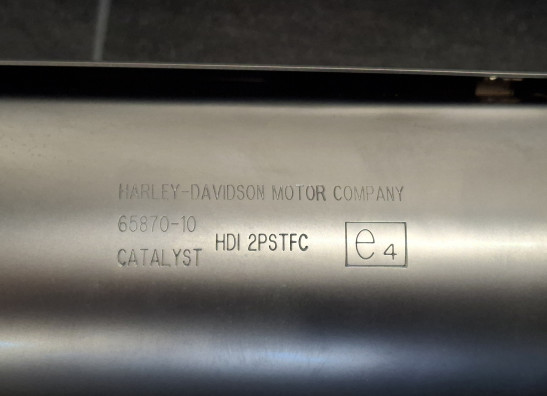 HARLEY-DAVIDSON MOTOR COMPANY
65870-10
HDI 2PSTFC
CATALYST
e4